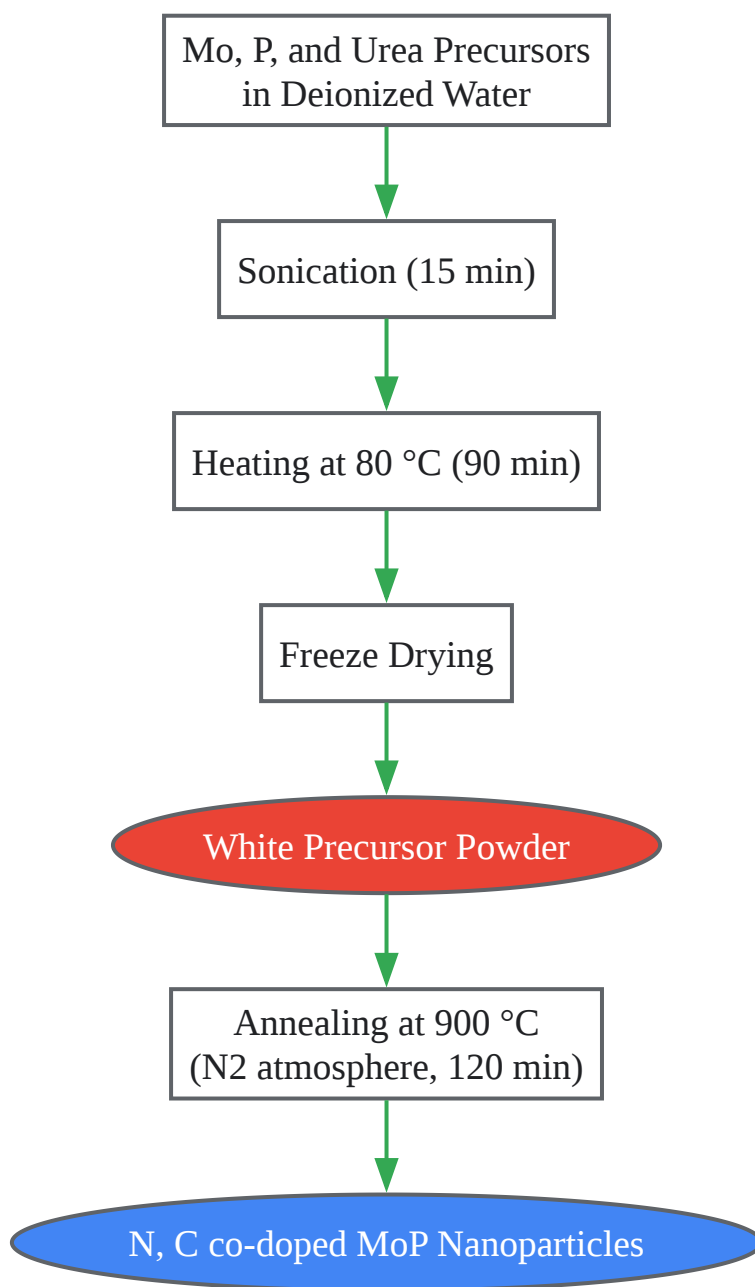 Mo, P, and Urea Precursors
in Deionized Water
Sonication (15 min)
Heating at 80 °C (90 min)
Freeze Drying
White Precursor Powder
Annealing at 900 °C
(N2 atmosphere, 120 min)
N, C co-doped MoP Nanoparticles